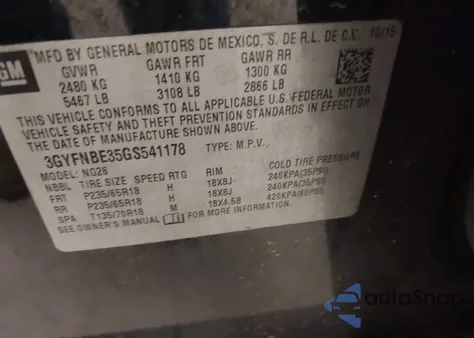 GM
MFD BY GENERAL MOTORS DE MEXICO, S. DE R.L. DE C.V. 10/15
GVWR GAWR FRT GAWR RR
2480 KG 1410 KG 1300 KG
5467 LB 3108 LB 2866 LB
THIS VEHICLE CONFORMS TO ALL APPLICABLE U.S. FEDERAL MOTOR
VEHICLE SAFETY AND THEFT PREVENTION STANDARDS IN EFFECT ON THE
DATE OF MANUFACTURE SHOWN ABOVE.
3GYFNBE35GS541178 TYPE: M.P.V.
MODEL: NG26
NBBL TIRE SIZE SPEED RTG RIM COLD TIRE PRESSURE
FRT P235/65R18 H 18X8J 240KPA(35PSI)
RR P235/65R18 H 18X8J 240KPA(35PSI)
SPA T135/70R18 M 18X4.5B 420KPA(60PSI)
SEE OWNER'S MANUAL
autoSnap